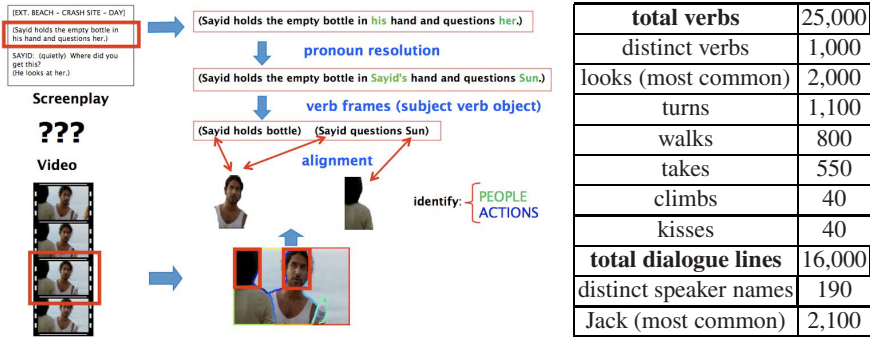 [EXT. BEACH – CRASH SITE – DAY]
(Sayid holds the empty bottle in
his hand and questions her.)
SAYID: (quietly) Where did you
get this?
(He looks at her.)
Screenplay
???
Video
(Sayid holds the empty bottle in his hand and questions her.)
pronoun resolution
(Sayid holds the empty bottle in Sayid's hand and questions Sun.)
verb frames (subject verb object)
(Sayid holds bottle) (Sayid questions Sun)
alignment
identify: PEOPLE
ACTIONS
total verbs 25,000
distinct verbs 1,000
looks (most common) 2,000
turns 1,100
walks 800
takes 550
climbs 40
kisses 40
total dialogue lines 16,000
distinct speaker names 190
Jack (most common) 2,100